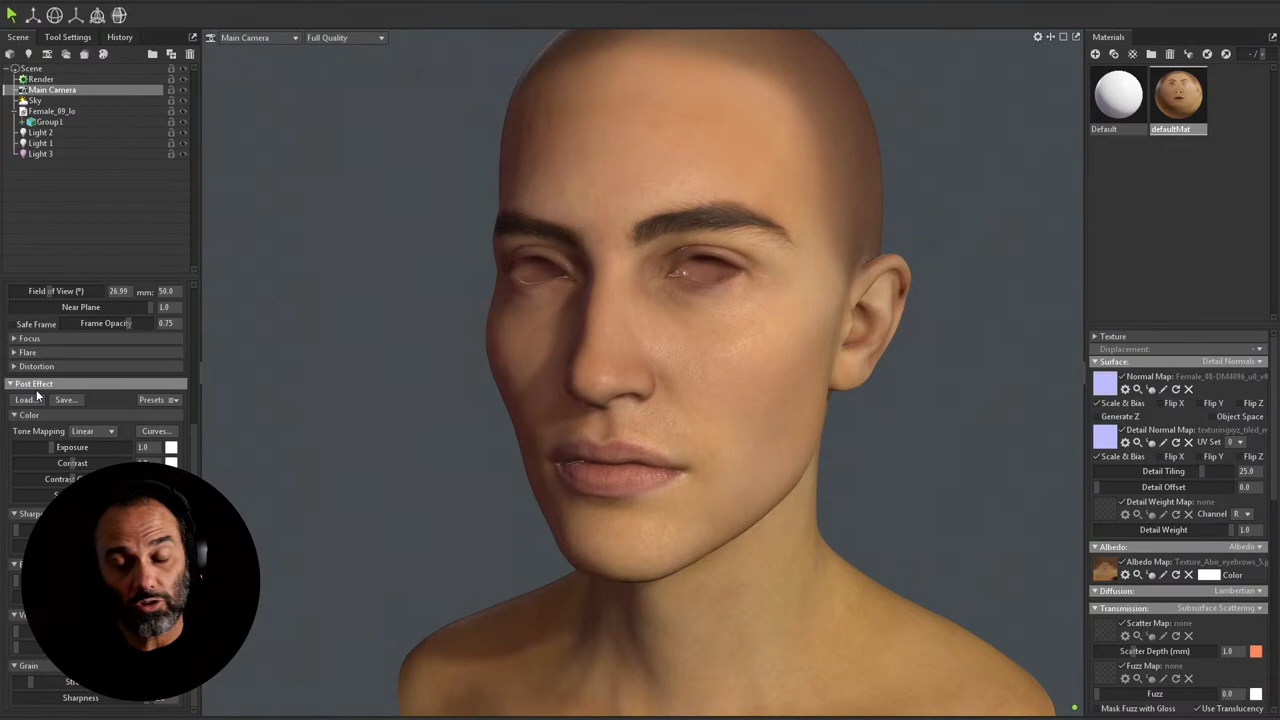 Scene Tool Settings History
Main Camera Full Quality
Materials
- /
Scene
Render
Main Camera
Sky
Female_09_lo
Group1
Light 2
Light 1
Light 3
Default defaultMat
Field of View (°) 26.99 mm: 50.0
Near Plane 1.0
Safe Frame Frame Opacity 0.75
Focus
Flare
Distortion
Post Effect
Load... Save... Presets
Color
Tone Mapping Linear Curves...
Exposure 1.0
Contrast
Grain
Sharpness
Texture
Displacement: -
Surface: Detail Normals
Normal Map: Female_08-DM4096_u0_v0
Scale & Bias Flip X Flip Y Flip Z
Generate Z Object Space
Detail Normal Map: texturingxyz_tiled_m
UV Set 0
Scale & Bias Flip X Flip Y Flip Z
Detail Tiling 25.0
Detail Offset 0.0
Detail Weight Map: none
Channel R
Detail Weight 1.0
Albedo: Albedo
Albedo Map: Texture_Abir_eyebrows_5.j
Color
Diffusion: Lambertian
Transmission: Subsurface Scattering
Scatter Map: none
Scatter Depth (mm) 1.0
Fuzz Map: none
Fuzz 0.0
Mask Fuzz with Gloss Use Translucency